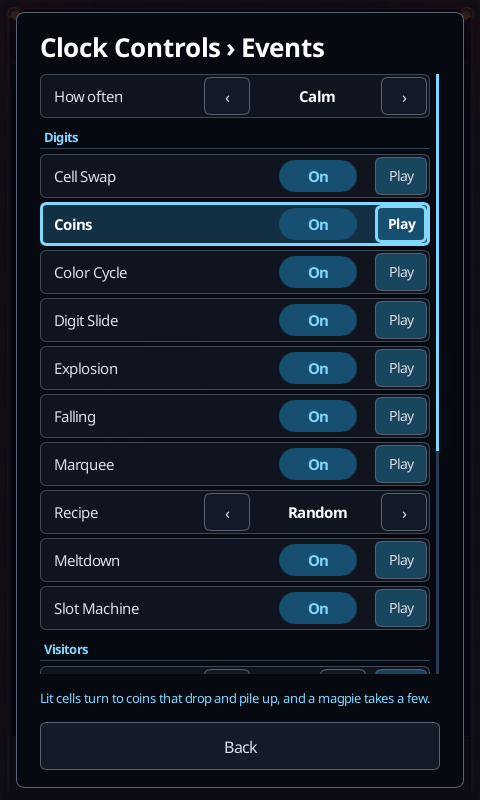 Clock Controls › Events
How often ‹ Calm ›
Digits
Cell Swap On Play
Coins On Play
Color Cycle On Play
Digit Slide On Play
Explosion On Play
Falling On Play
Marquee On Play
Recipe ‹ Random ›
Meltdown On Play
Slot Machine On Play
Visitors
Lit cells turn to coins that drop and pile up, and a magpie takes a few.
Back